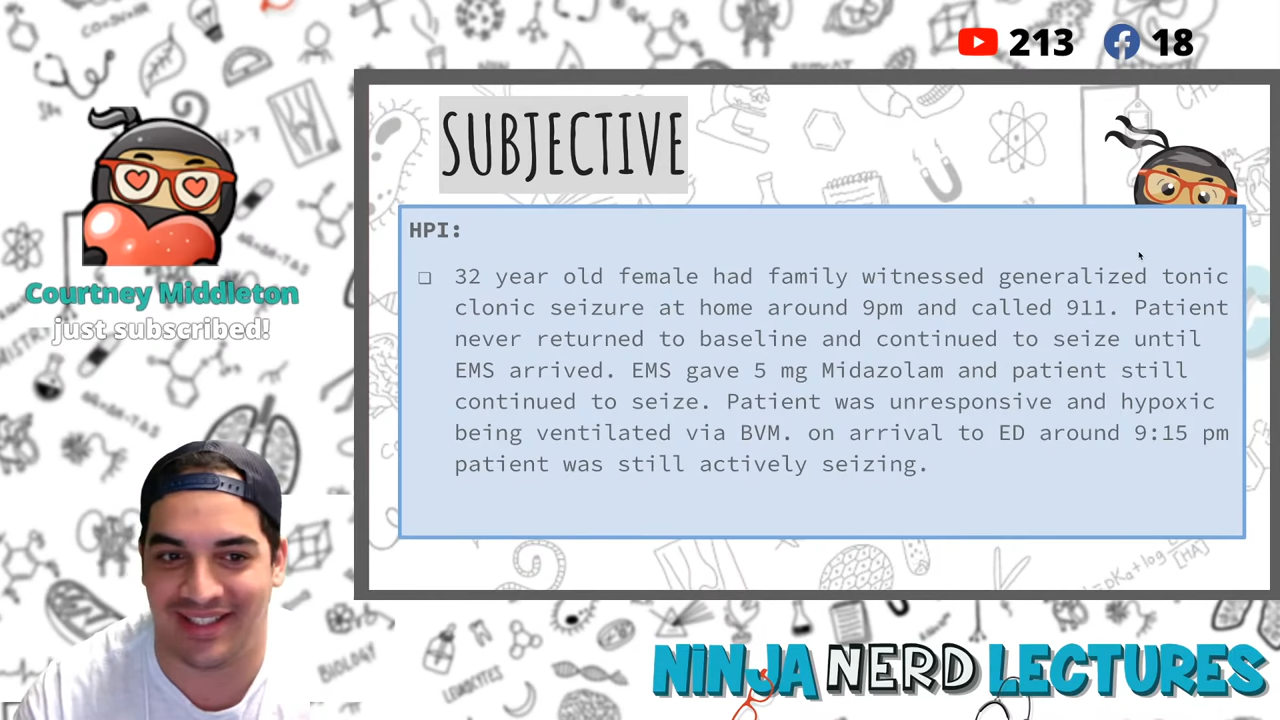 213 18
SUBJECTIVE
HPI:
❏ 32 year old female had family witnessed generalized tonic
clonic seizure at home around 9pm and called 911. Patient
never returned to baseline and continued to seize until
EMS arrived. EMS gave 5 mg Midazolam and patient still
continued to seize. Patient was unresponsive and hypoxic
being ventilated via BVM. on arrival to ED around 9:15 pm
patient was still actively seizing.
Courtney Middleton
just subscribed!
BIOLOGY
LEUKOCYTES
NINJA NERD LECTURES